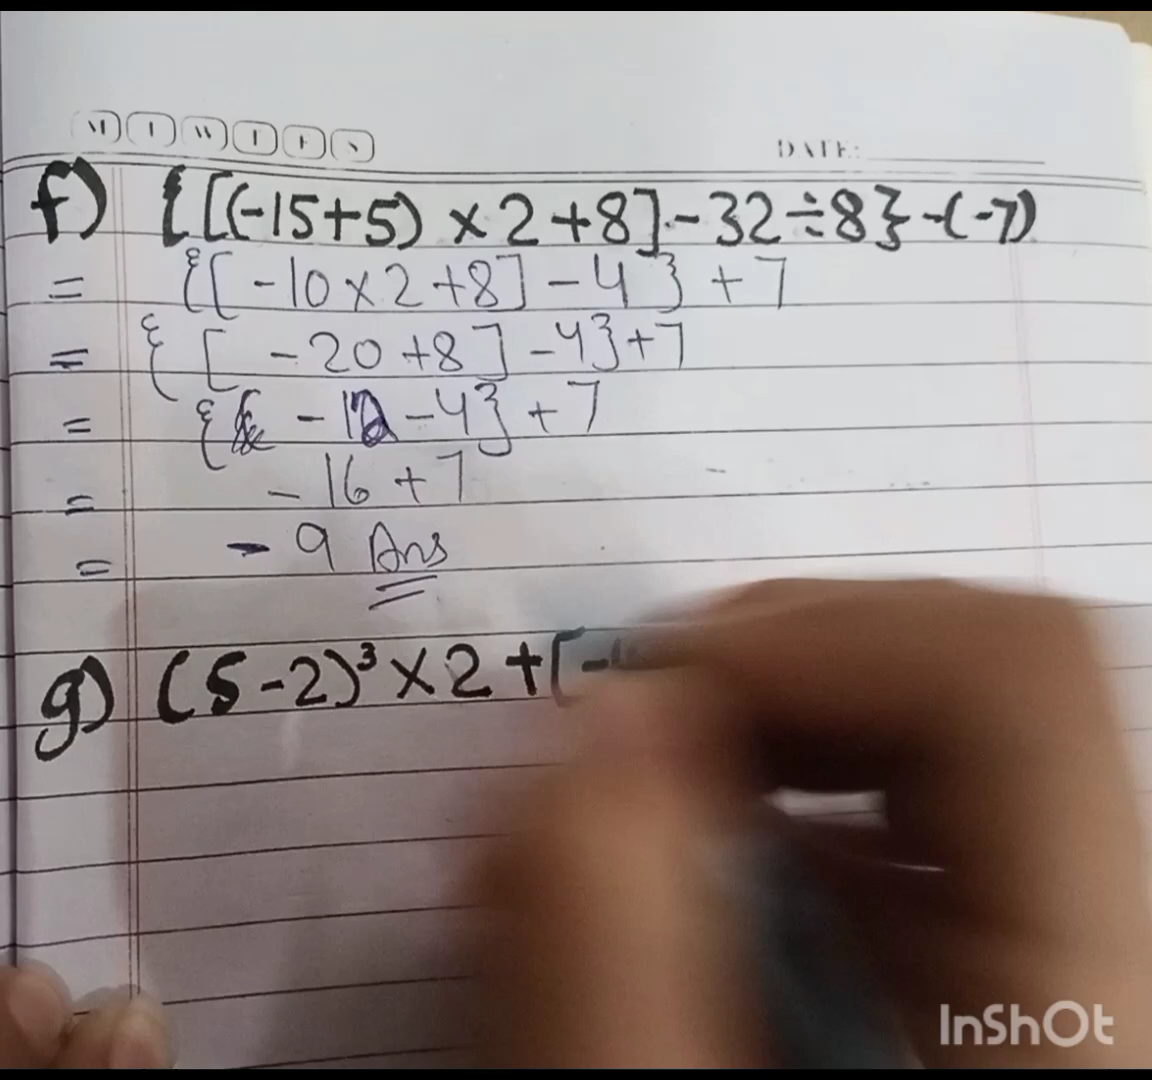 M T W T F S
DATE:
f) {[(-15+5) × 2 + 8] - 32 ÷ 8} - (-7)
= {[ -10 × 2 + 8] - 4 } + 7
= { [ - 20 + 8 ] - 4} + 7
= { - 12 - 4} + 7
= - 16 + 7
= - 9 Ans
g) (5 - 2)³ × 2 + [ -
InShOt